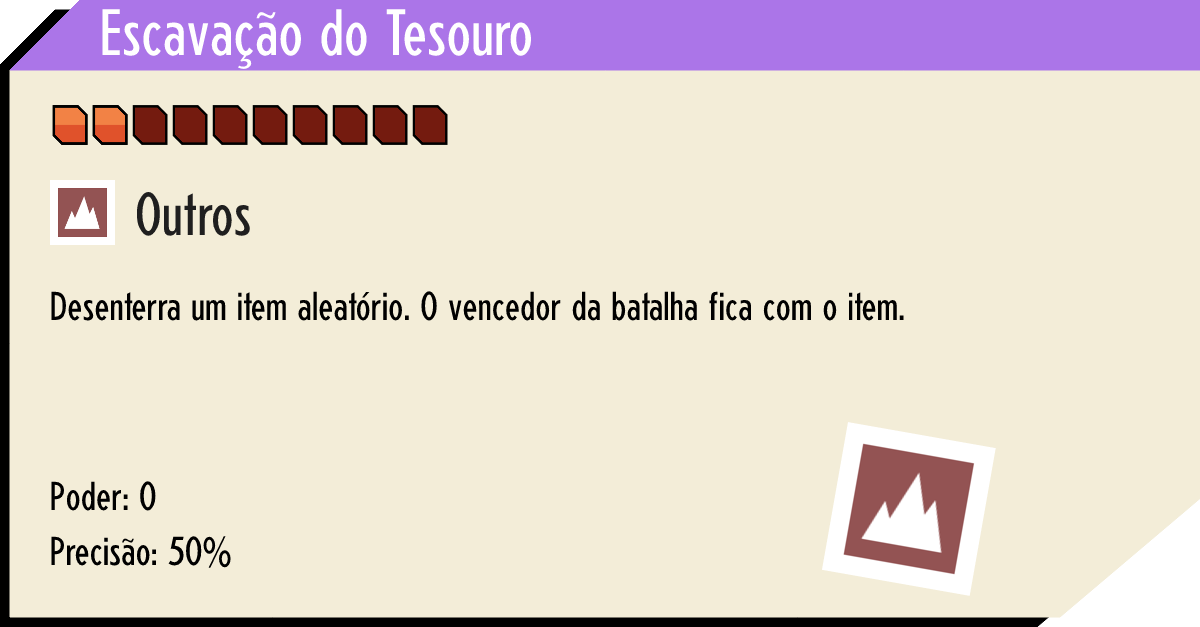 Escavação do Tesouro
Outros
Desenterra um item aleatório. O vencedor da batalha fica com o item.
Poder: 0
Precisão: 50%